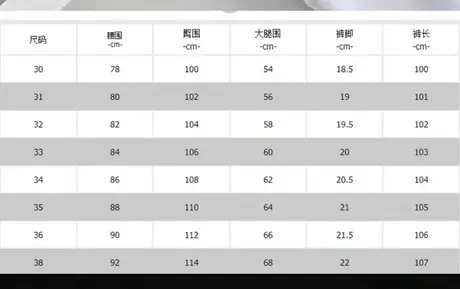 尺码 腰围 臀围 大腿围 裤脚 裤长
-cm- -cm- -cm- -cm- -cm-
30 78 100 54 18.5 100
31 80 102 56 19 101
32 82 104 58 19.5 102
33 84 106 60 20 103
34 86 108 62 20.5 104
35 88 110 64 21 105
36 90 112 66 21.5 106
38 92 114 68 22 107